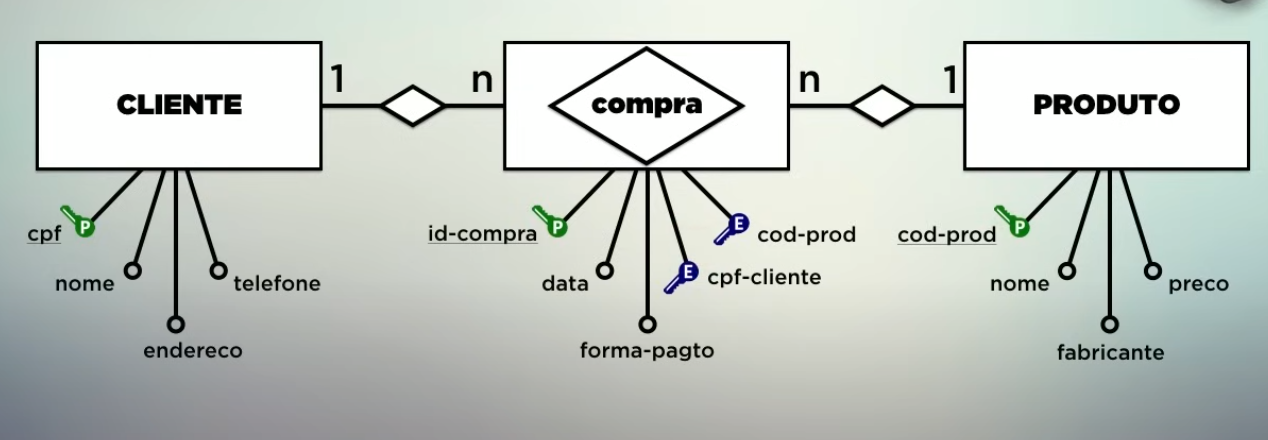 CLIENTE
1
n
compra
n
1
PRODUTO
P
cpf
nome
endereco
telefone
P
id-compra
data
forma-pagto
E
cpf-cliente
E
cod-prod
P
cod-prod
nome
fabricante
preco